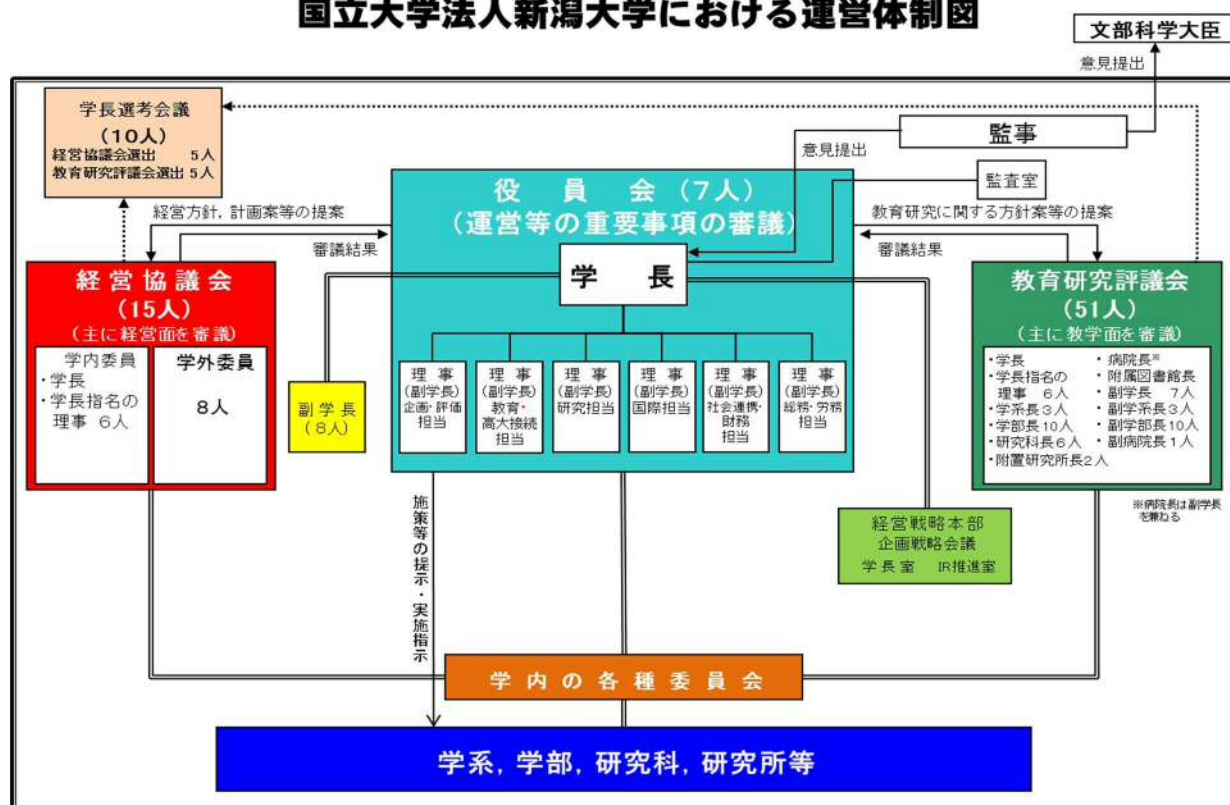 国立大学法人新潟大学における運営体制図
文部科学大臣
意見提出
学長選考会議
(10人)
経営協議会選出 5人
教育研究評議会選出 5人
監事
意見提出
監査室
役員会(7人)
(運営等の重要事項の審議)
経営方針,計画案等の提案
審議結果
教育研究に関する方針案等の提案
審議結果
学長
経営協議会
(15人)
(主に経営面を審議)
学内委員
・学長
・学長指名の
理事 6人
学外委員
8人
副学長
(8人)
理事
(副学長)
企画・評価
担当
理事
(副学長)
教育・
高大接続
担当
理事
(副学長)
研究担当
理事
(副学長)
国際担当
理事
(副学長)
社会連携・
財務
担当
理事
(副学長)
総務・労務
担当
教育研究評議会
(51人)
(主に教学面を審議)
・学長
・学長指名の
理事 6人
・学系長3人
・学部長10人
・研究科長6人
・附置研究所長2人
・病院長※
・附属図書館長
・副学長 7人
・副学系長3人
・副学部長10人
・副病院長1人
※病院長は副学長
を兼ねる
経営戦略本部
企画戦略会議
学長室 IR推進室
施策等の提示・実施指示
学内の各種委員会
学系,学部,研究科,研究所等